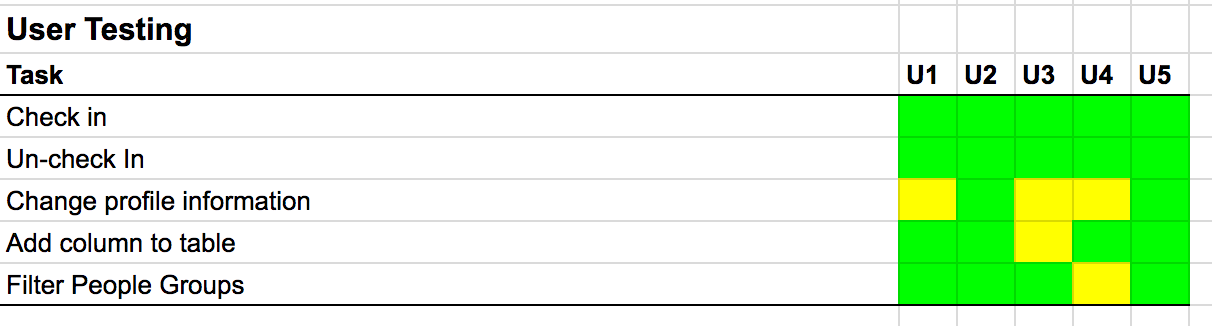 User Testing
Task U1 U2 U3 U4 U5
Check in
Un-check In
Change profile information
Add column to table
Filter People Groups